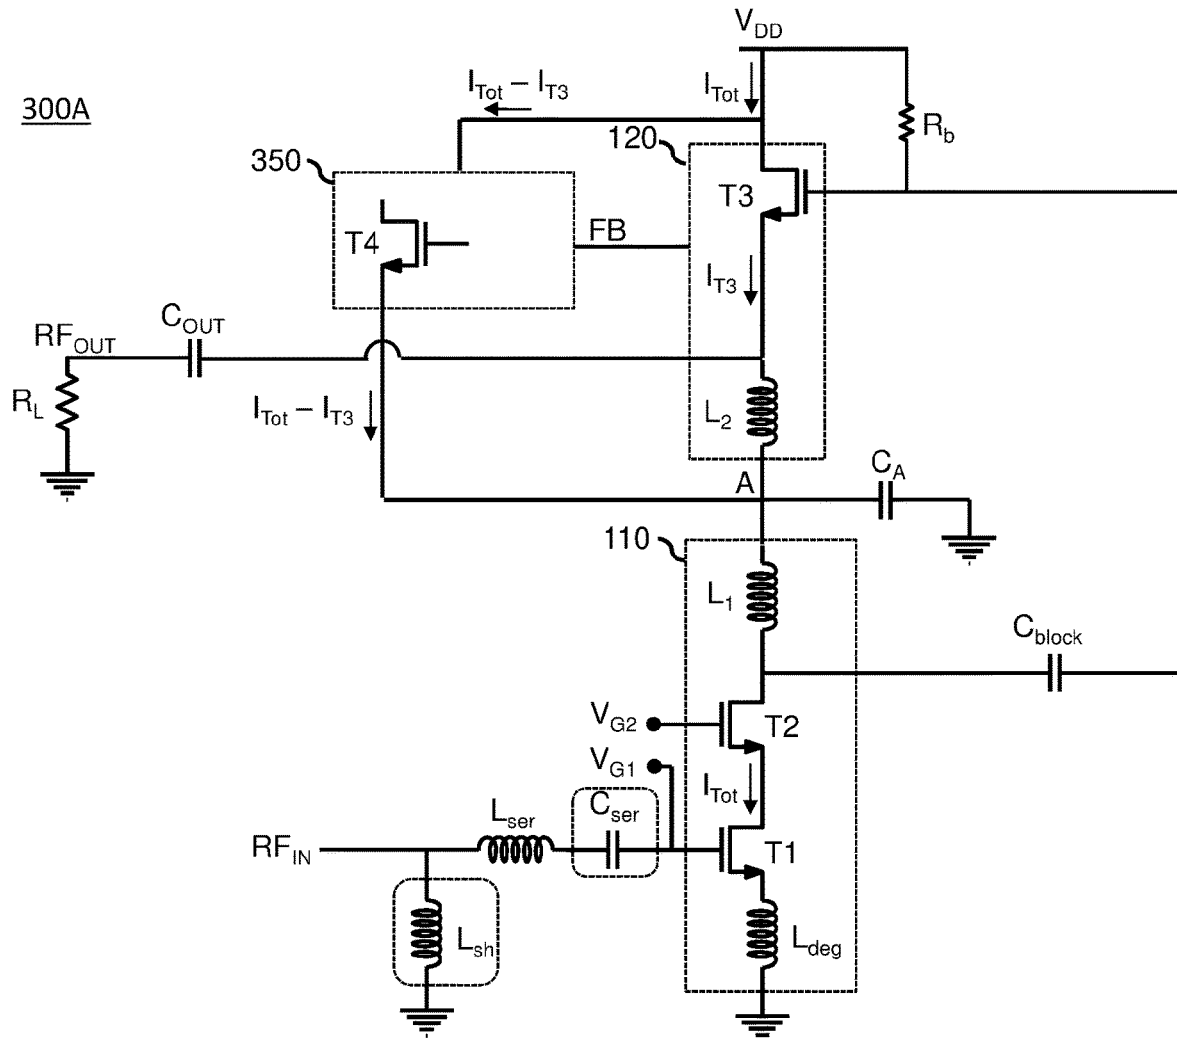 V_DD
I_Tot – I_T3
I_Tot
300A
120
R_b
350
T3
T4
FB
I_T3
C_OUT
RF_OUT
R_L
I_Tot – I_T3
L_2
C_A
A
110
L_1
C_block
V_G2
T2
V_G1
I_Tot
L_ser
C_ser
RF_IN
T1
L_sh
L_deg